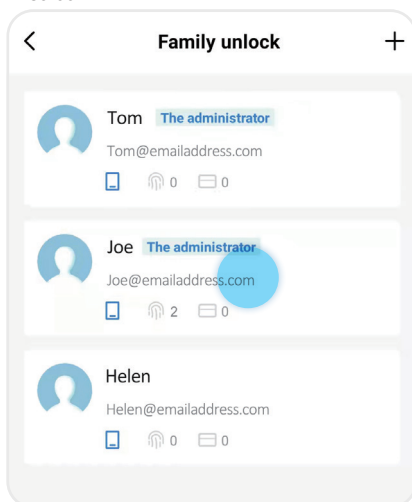 Family unlock
Tom The administrator
Tom@emailaddress.com
0 0
Joe The administrator
Joe@emailaddress.com
2 0
Helen
Helen@emailaddress.com
0 0